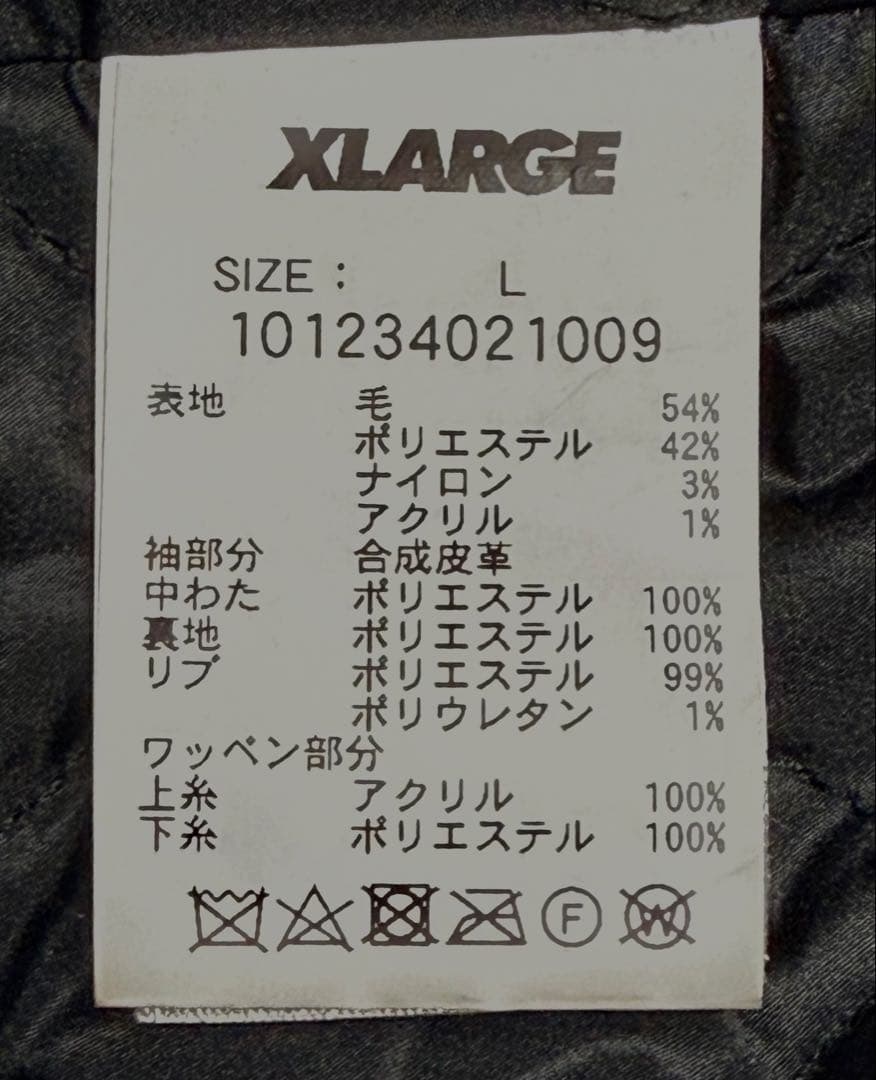 XLARGE
SIZE : L
101234021009
表地 毛 54%
ポリエステル 42%
ナイロン 3%
アクリル 1%
袖部分 合成皮革
中わた ポリエステル 100%
裏地 ポリエステル 100%
リブ ポリエステル 99%
ポリウレタン 1%
ワッペン部分
上糸 アクリル 100%
下糸 ポリエステル 100%
F W